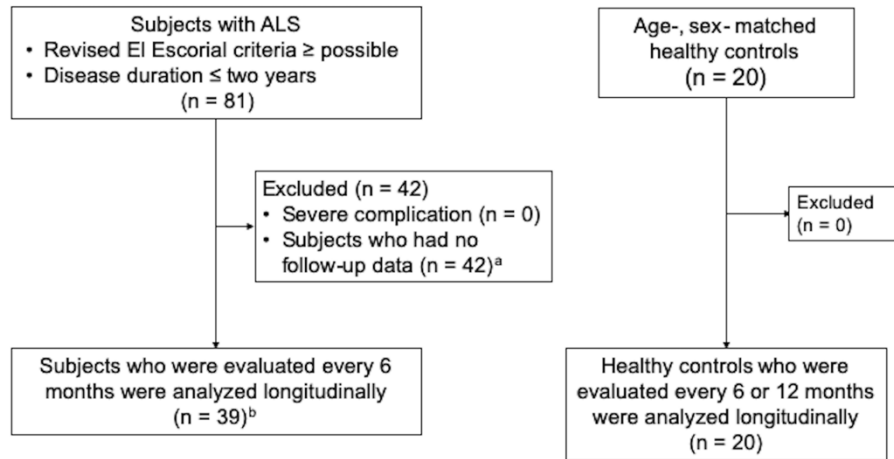 Subjects with ALS
• Revised El Escorial criteria ≥ possible
• Disease duration ≤ two years
(n = 81)
Age-, sex- matched
healthy controls
(n = 20)
Excluded (n = 42)
• Severe complication (n = 0)
• Subjects who had no
follow-up data (n = 42)ᵃ
Excluded
(n = 0)
Subjects who were evaluated every 6
months were analyzed longitudinally
(n = 39)ᵇ
Healthy controls who were
evaluated every 6 or 12 months
were analyzed longitudinally
(n = 20)